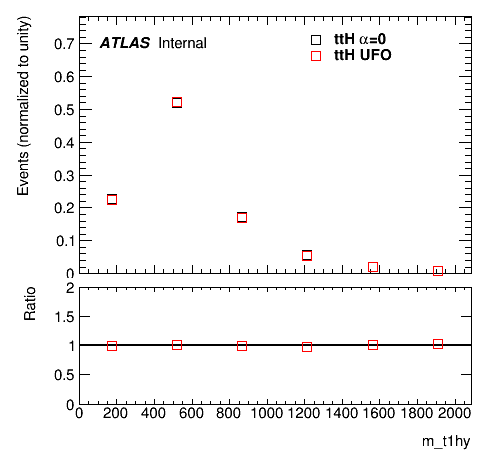 ATLAS Internal
ttH α=0
ttH UFO
Events (normalized to unity)
0.7
0.6
0.5
0.4
0.3
0.2
0.1
0
Ratio
2
1.5
1
0.5
0
0 200 400 600 800 1000 1200 1400 1600 1800 2000
m_t1hy